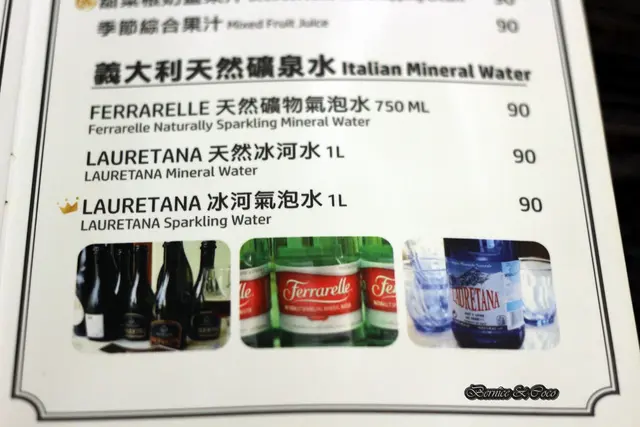 90
季節綜合果汁 Mixed Fruit Juice 90
義大利天然礦泉水 Italian Mineral Water
FERRARELLE 天然礦物氣泡水 750 ML 90
Ferrarelle Naturally Sparkling Mineral Water
LAURETANA 天然冰河水 1L 90
LAURETANA Mineral Water
LAURETANA 冰河氣泡水 1L 90
LAURETANA Sparkling Water
Ferrarelle
LAURETANA
Bernice & Coco